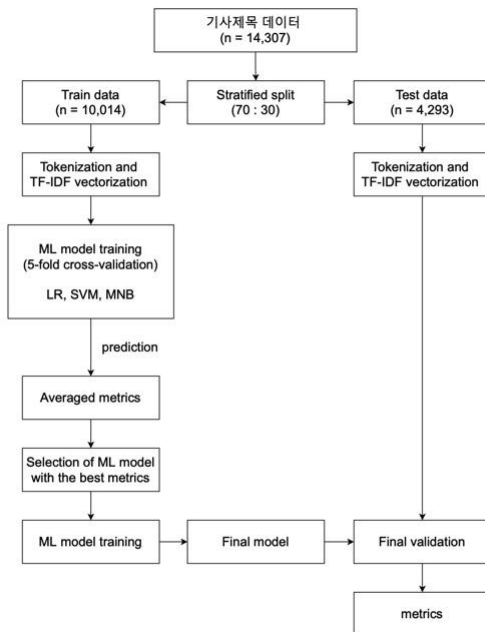 기사제목 데이터
(n = 14,307)
Train data
(n = 10,014)
Stratified split
(70 : 30)
Test data
(n = 4,293)
Tokenization and
TF-IDF vectorization
Tokenization and
TF-IDF vectorization
ML model training
(5-fold cross-validation)
LR, SVM, MNB
prediction
Averaged metrics
Selection of ML model
with the best metrics
ML model training
Final model
Final validation
metrics